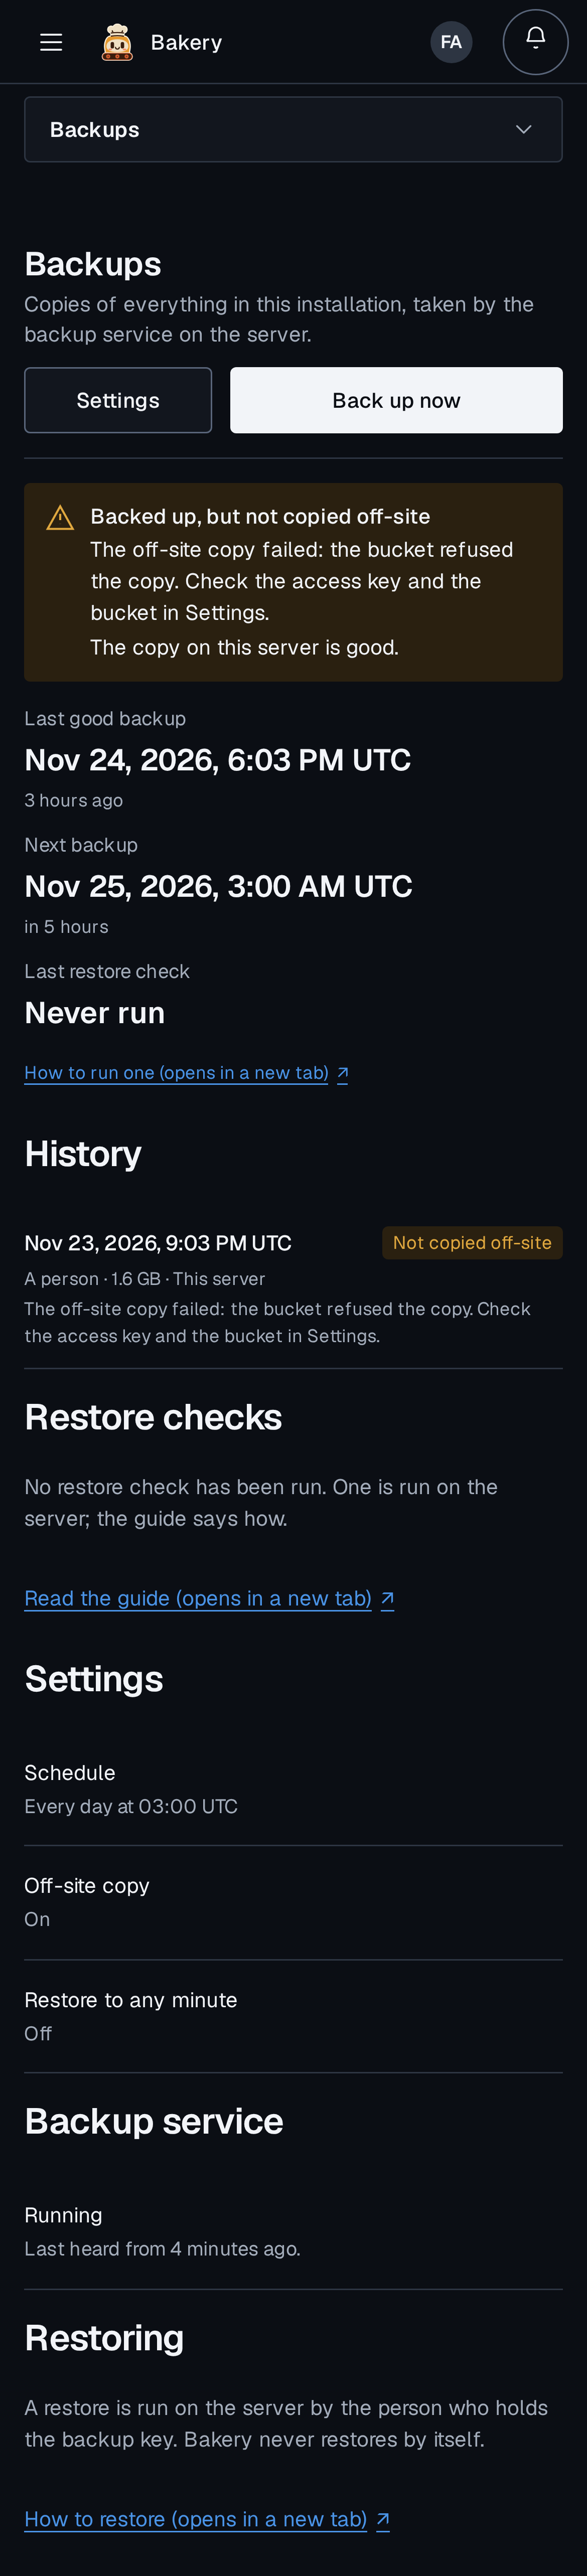 Bakery
FA
Backups
Backups
Copies of everything in this installation, taken by the
backup service on the server.
Settings
Back up now
Backed up, but not copied off-site
The off-site copy failed: the bucket refused
the copy. Check the access key and the
bucket in Settings.
The copy on this server is good.
Last good backup
Nov 24, 2026, 6:03 PM UTC
3 hours ago
Next backup
Nov 25, 2026, 3:00 AM UTC
in 5 hours
Last restore check
Never run
How to run one (opens in a new tab) ↗
History
Nov 23, 2026, 9:03 PM UTC
Not copied off-site
A person · 1.6 GB · This server
The off-site copy failed: the bucket refused the copy. Check
the access key and the bucket in Settings.
Restore checks
No restore check has been run. One is run on the
server; the guide says how.
Read the guide (opens in a new tab) ↗
Settings
Schedule
Every day at 03:00 UTC
Off-site copy
On
Restore to any minute
Off
Backup service
Running
Last heard from 4 minutes ago.
Restoring
A restore is run on the server by the person who holds
the backup key. Bakery never restores by itself.
How to restore (opens in a new tab) ↗